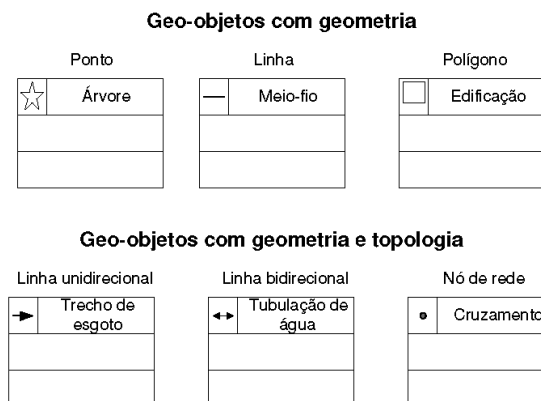 Geo-objetos com geometria
Ponto
Linha
Polígono
Árvore
Meio-fio
Edificação
Geo-objetos com geometria e topologia
Linha unidirecional
Linha bidirecional
Nó de rede
Trecho de
esgoto
Tubulação de
água
Cruzamento